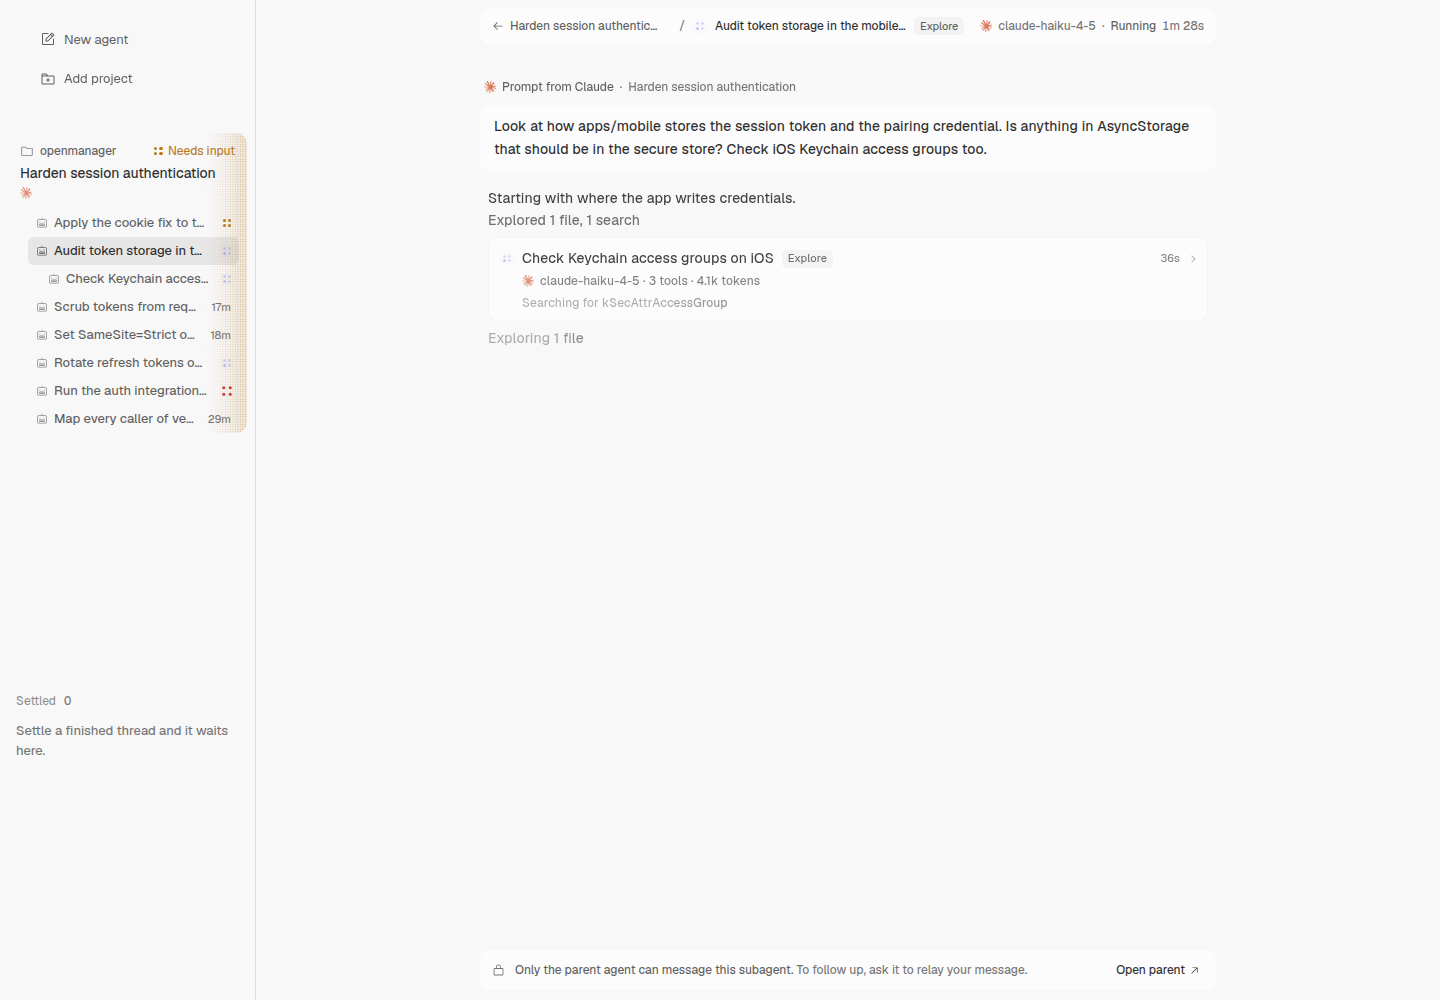 New agent
Add project
openmanager
Needs input
Harden session authentication
Apply the cookie fix to t...
Audit token storage in t...
Check Keychain acces...
Scrub tokens from req...
17m
Set SameSite=Strict o...
18m
Rotate refresh tokens o...
Run the auth integration...
Map every caller of ve...
29m
Settled 0
Settle a finished thread and it waits
here.
Harden session authentic... / Audit token storage in the mobile... Explore claude-haiku-4-5 · Running 1m 28s
Prompt from Claude · Harden session authentication
Look at how apps/mobile stores the session token and the pairing credential. Is anything in AsyncStorage
that should be in the secure store? Check iOS Keychain access groups too.
Starting with where the app writes credentials.
Explored 1 file, 1 search
Check Keychain access groups on iOS Explore 36s
claude-haiku-4-5 · 3 tools · 4.1k tokens
Searching for kSecAttrAccessGroup
Exploring 1 file
Only the parent agent can message this subagent. To follow up, ask it to relay your message. Open parent